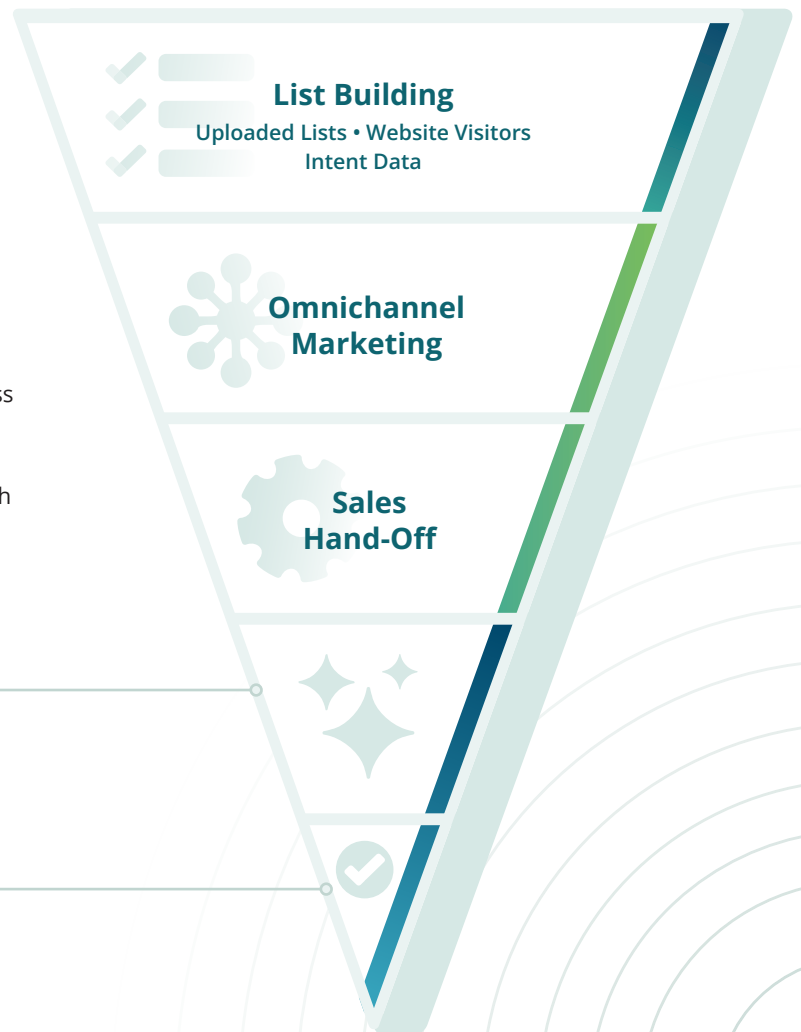 List Building
Uploaded Lists • Website Visitors
Intent Data
Omnichannel
Marketing
Sales
Hand-Off